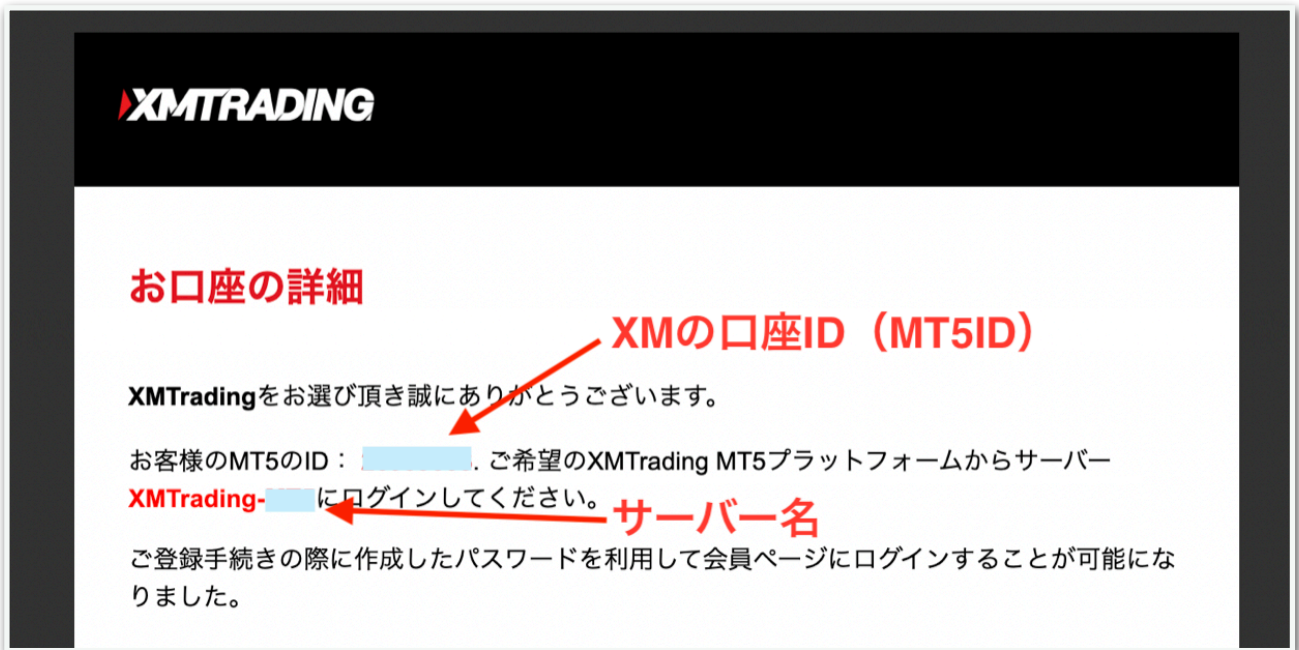 XMTRADING
お口座の詳細
XMの口座ID（MT5ID）
XMTradingをお選び頂き誠にありがとうございます。
お客様のMT5のID： . ご希望のXMTrading MT5プラットフォームからサーバー
XMTrading- にログインしてください。
サーバー名
ご登録手続きの際に作成したパスワードを利用して会員ページにログインすることが可能にな
りました。